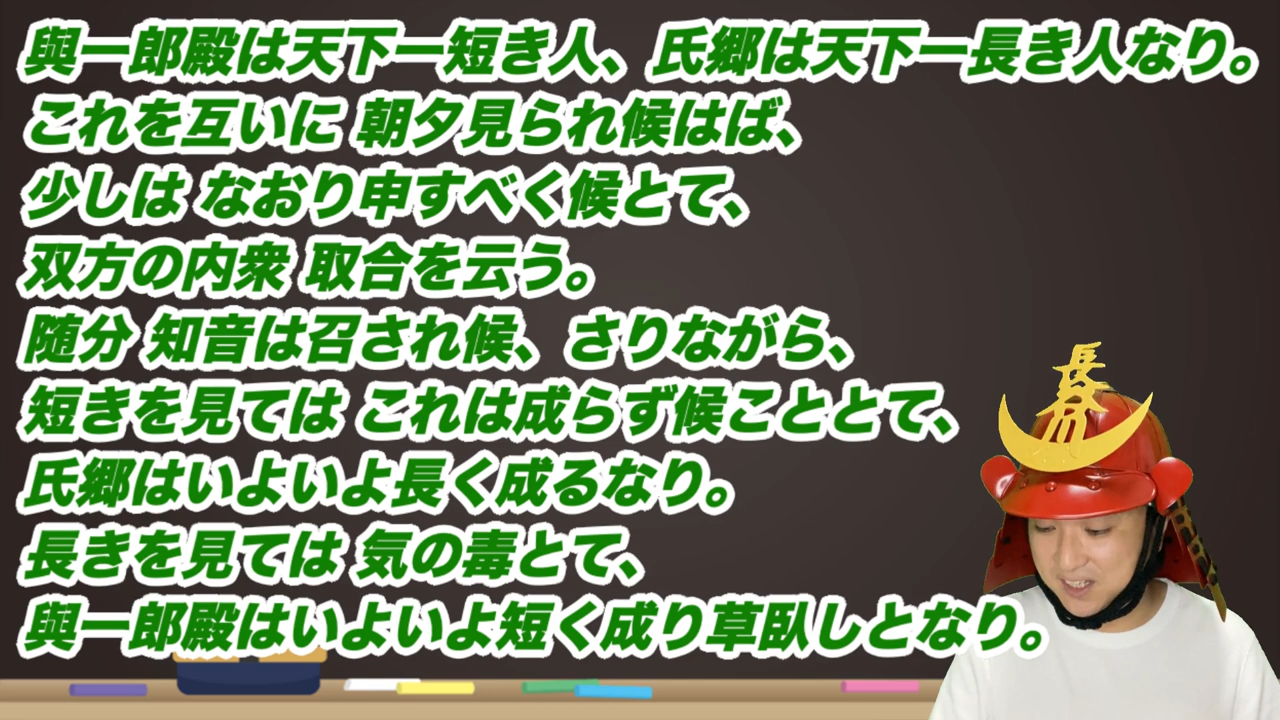 與一郎殿は天下一短き人、氏郷は天下一長き人なり。
これを互いに 朝夕見られ候はば、
少しは なおり申すべく候とて、
双方の内衆 取合を云う。
随分 知音は召され候、さりながら、
短きを見ては これは成らず候こととて、
氏郷はいよいよ長く成るなり。
長きを見ては 気の毒とて、
與一郎殿はいよいよ短く成り草臥しとなり。